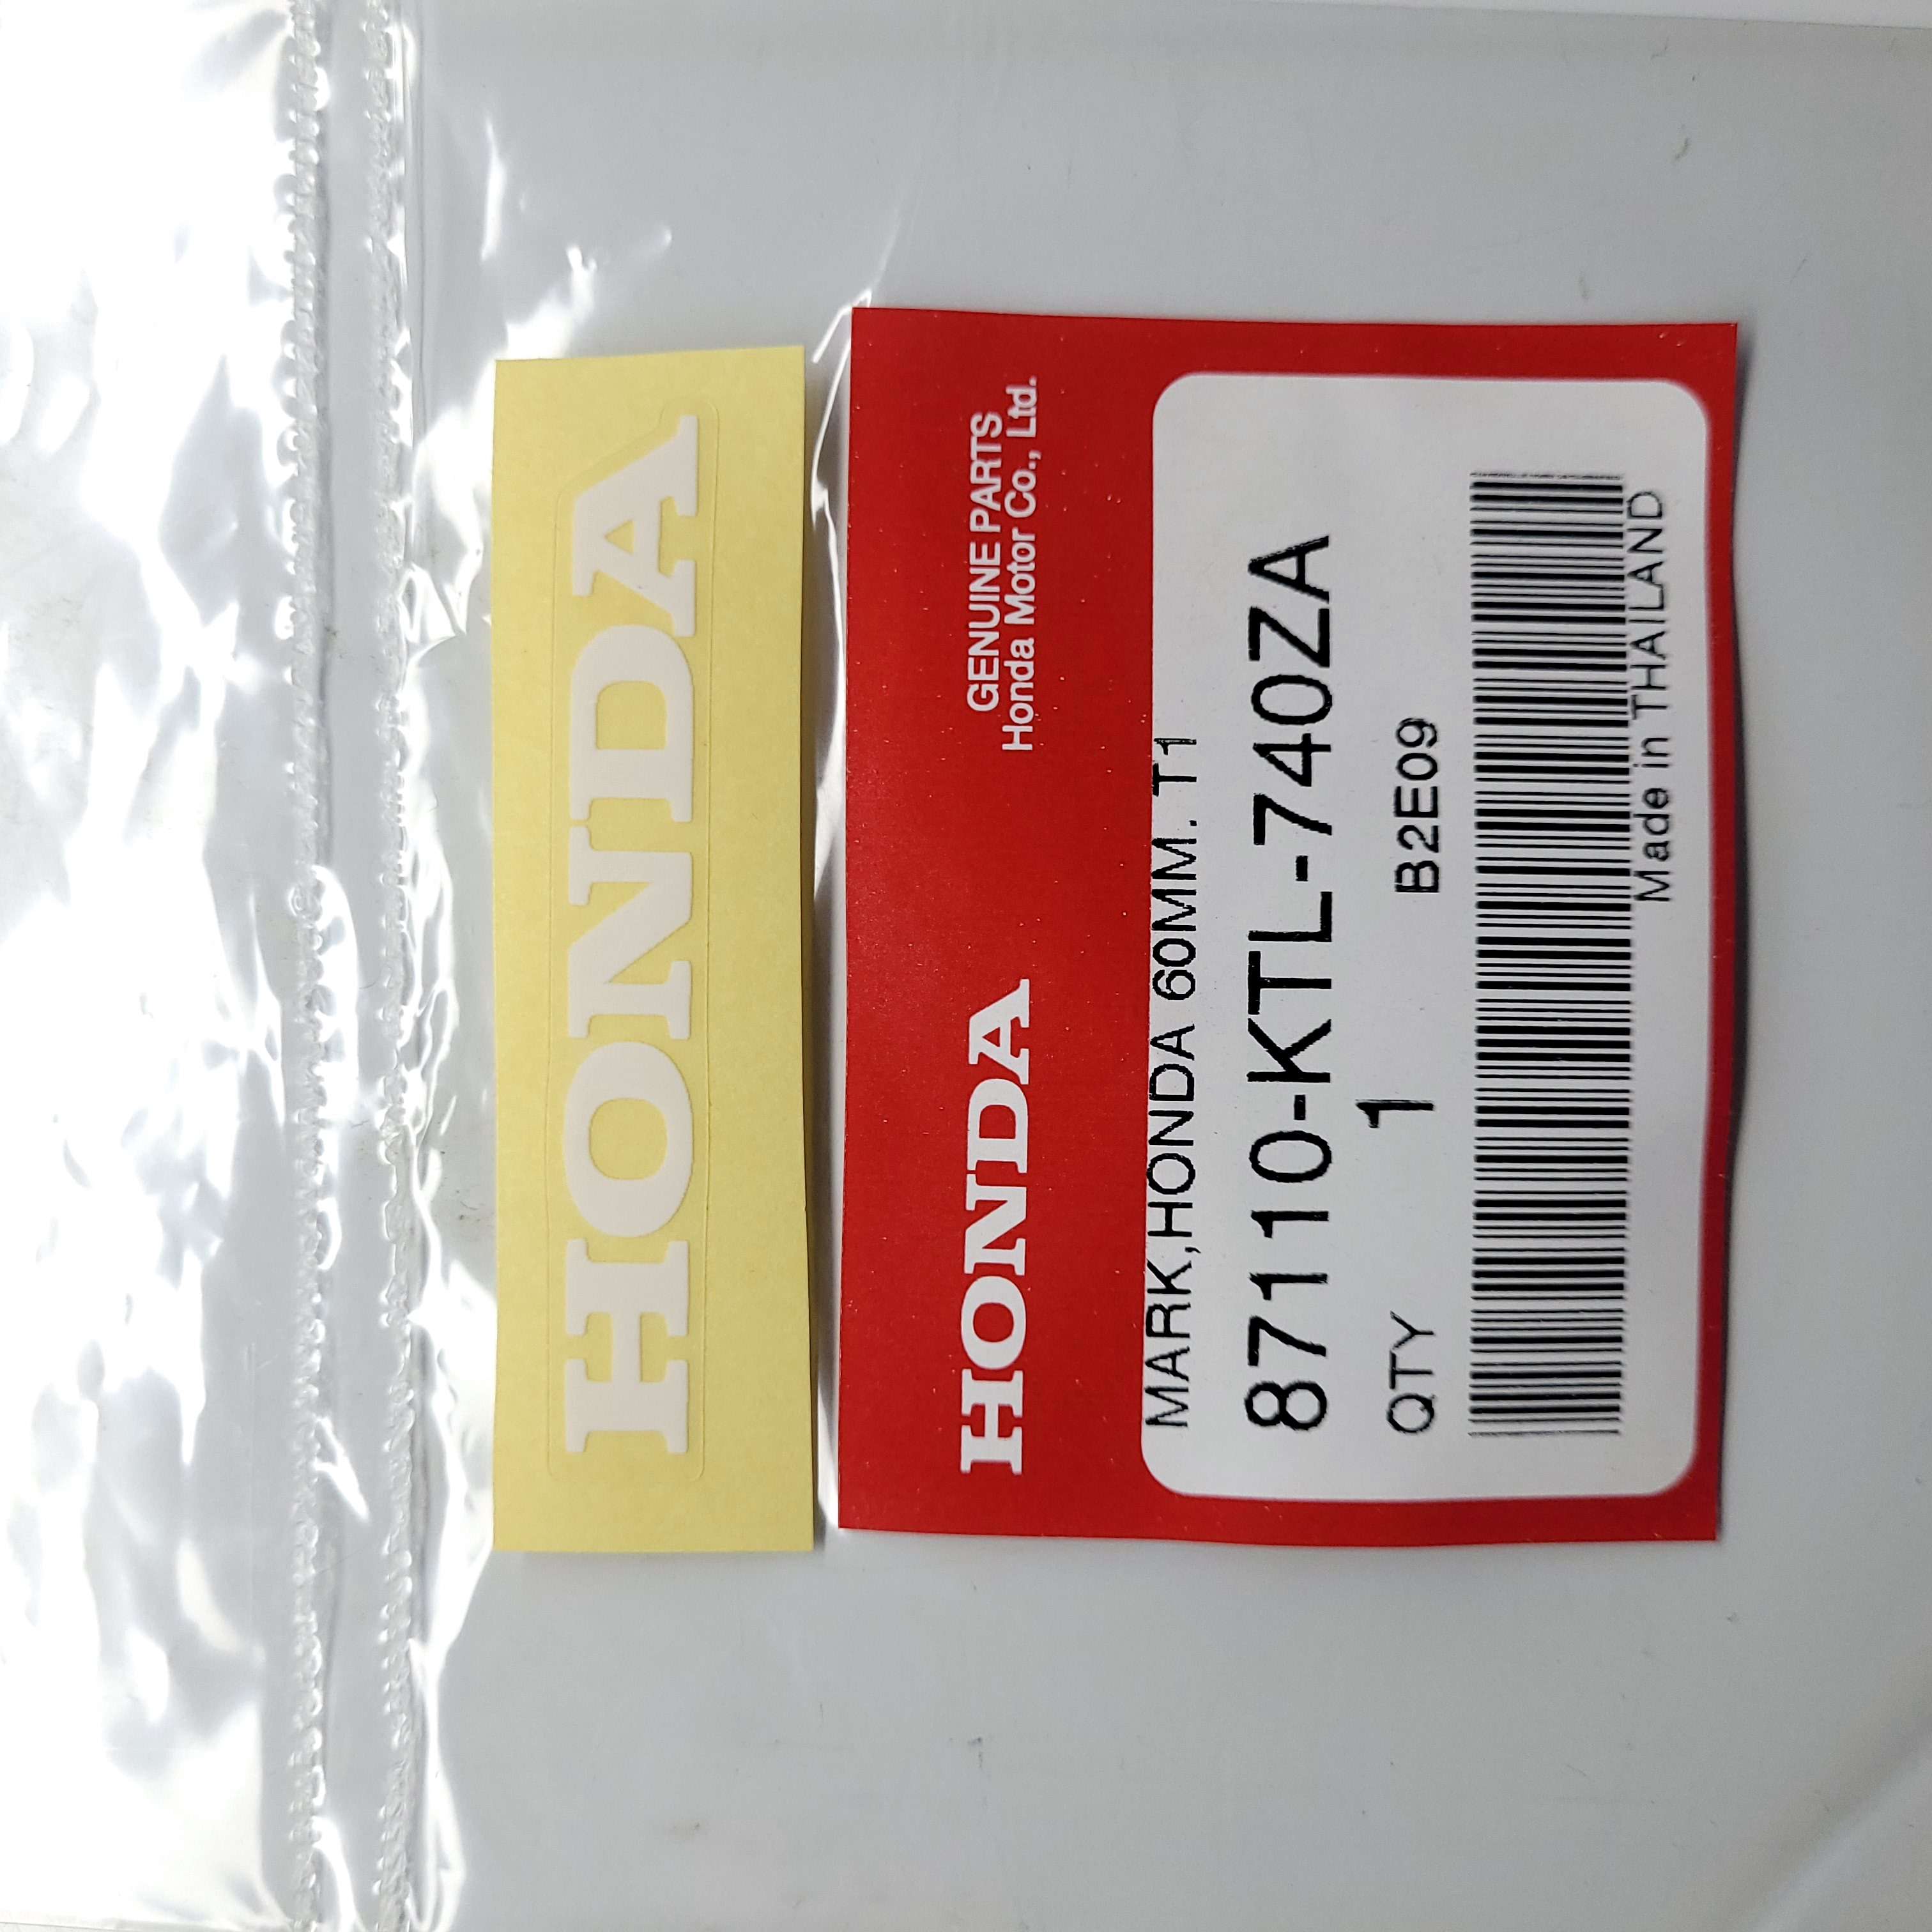 HONDA
HONDA
GENUINE PARTS
Honda Motor Co., Ltd.
MARK,HONDA 60MM. T1
87110-KTL-740ZA
QTY 1 B2E09
Made in THAILAND